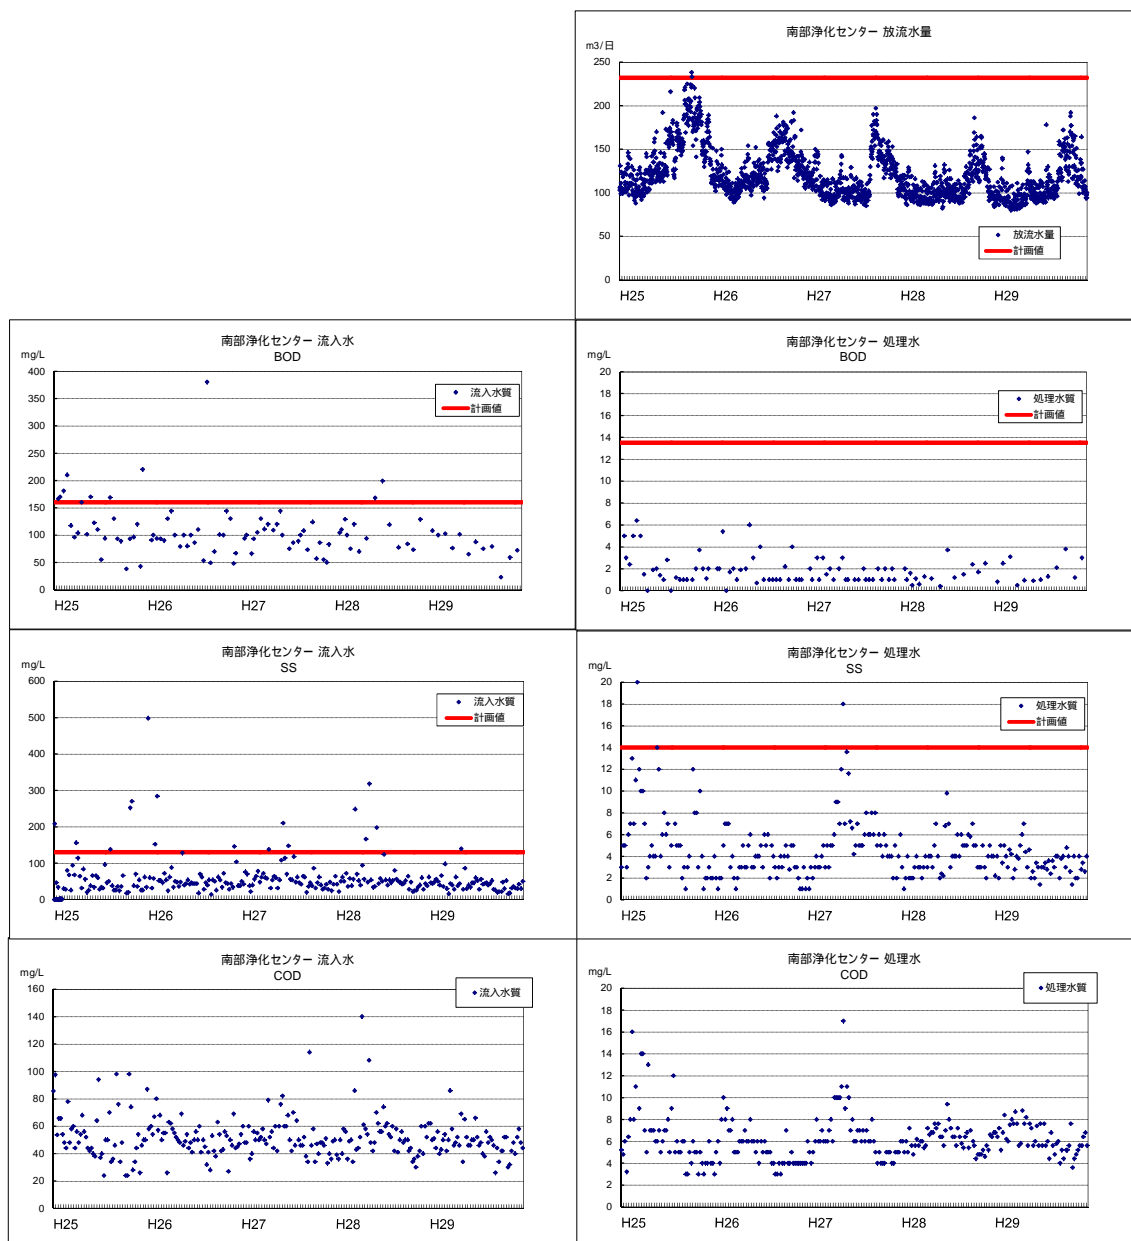 南部浄化センター 放流水量
m3/日
250
200
150
100
50
0
放流水量
計画値
H25 H26 H27 H28 H29
南部浄化センター 流入水
BOD
mg/L
400
350
300
250
200
150
100
50
0
流入水質
計画値
H25 H26 H27 H28 H29
南部浄化センター 処理水
BOD
mg/L
20
18
16
14
12
10
8
6
4
2
0
処理水質
計画値
H25 H26 H27 H28 H29
南部浄化センター 流入水
SS
mg/L
600
500
400
300
200
100
0
流入水質
計画値
H25 H26 H27 H28 H29
南部浄化センター 処理水
SS
mg/L
20
18
16
14
12
10
8
6
4
2
0
処理水質
計画値
H25 H26 H27 H28 H29
南部浄化センター 流入水
COD
mg/L
160
140
120
100
80
60
40
20
0
流入水質
H25 H26 H27 H28 H29
南部浄化センター 処理水
COD
mg/L
20
18
16
14
12
10
8
6
4
2
0
処理水質
H25 H26 H27 H28 H29